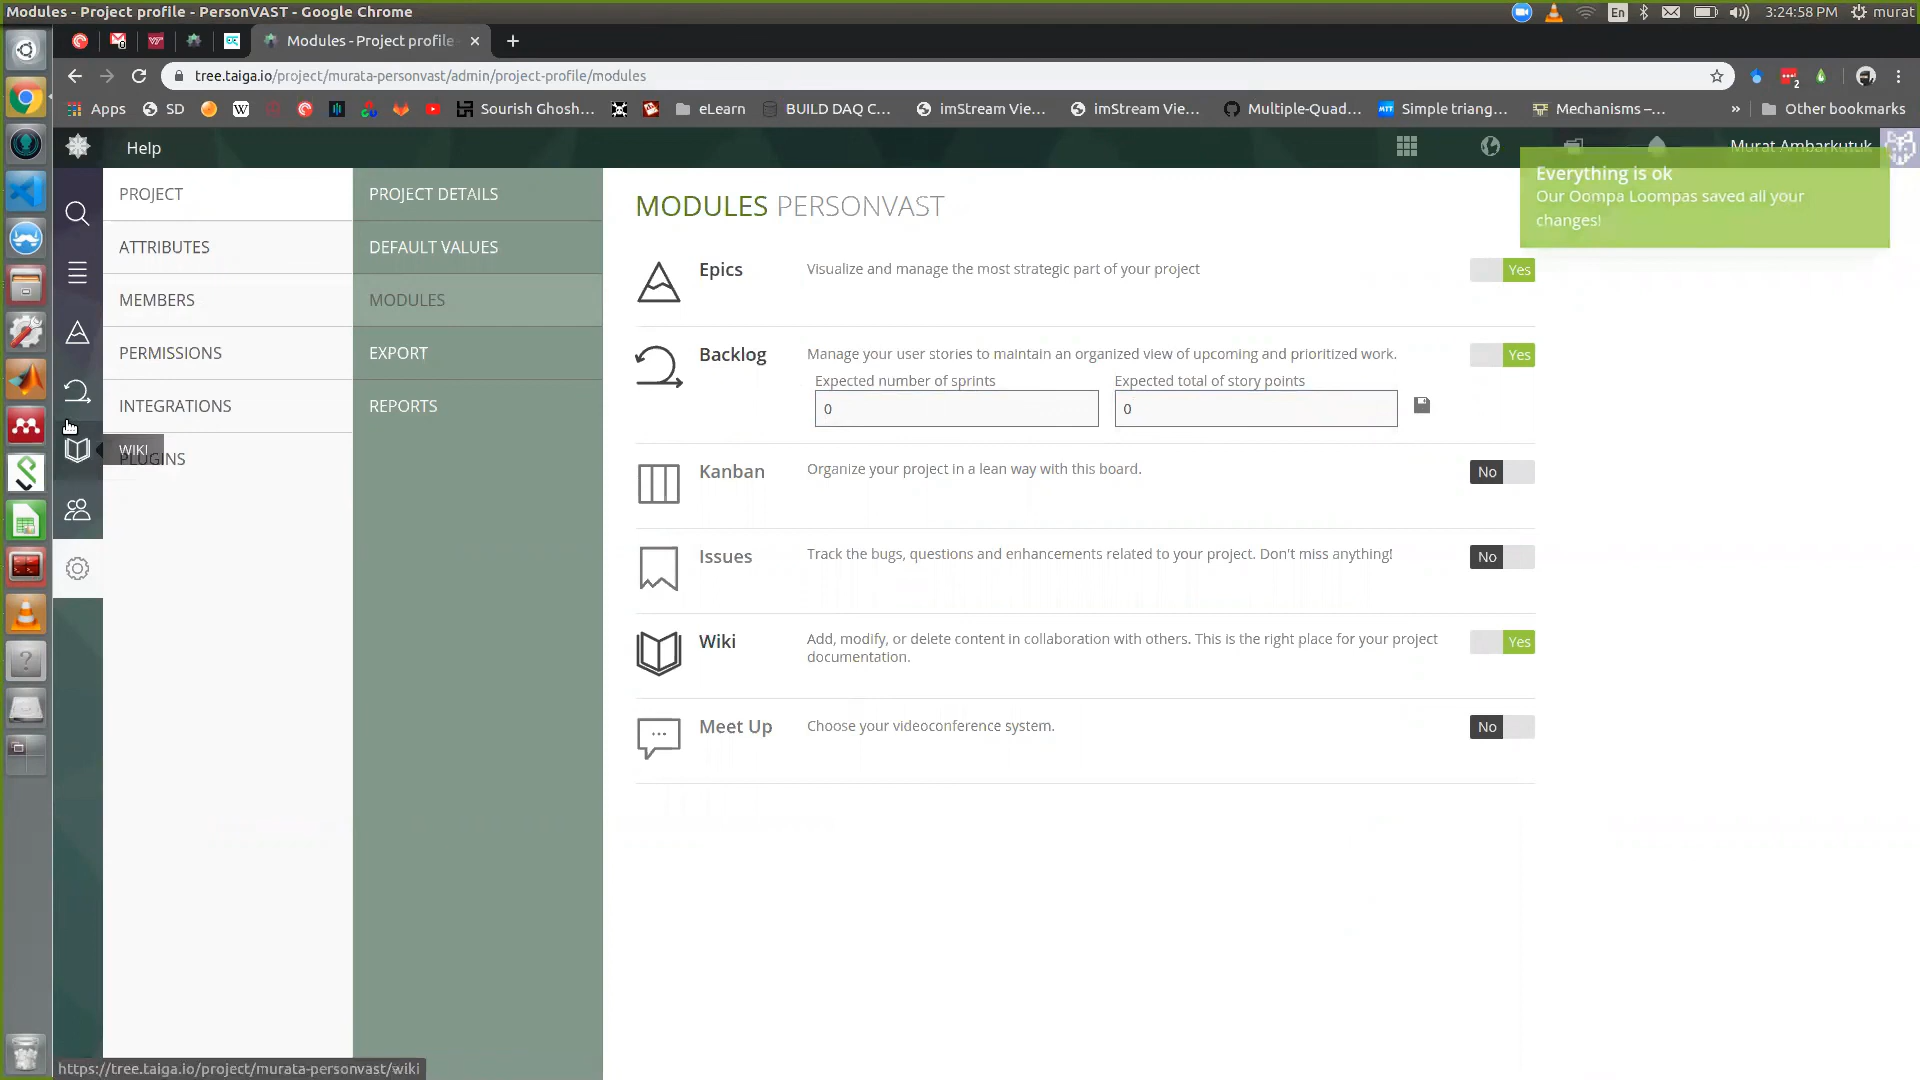 Modules - Project profile - PersonVAST - Google Chrome
En
3:24:58 PM
murat
Modules - Project profile
tree.taiga.io/project/murata-personvast/admin/project-profile/modules
2
Apps
SD
W
Sourish Ghosh...
eLearn
BUILD DAQ C...
imStream Vie...
imStream Vie...
Multiple-Quad...
Simple triang...
Mechanisms –...
»
Other bookmarks
Help
Murat Ambarkutuk
Everything is ok
Our Oompa Loompas saved all your
changes!
PROJECT
ATTRIBUTES
MEMBERS
PERMISSIONS
INTEGRATIONS
PLUGINS
WIKI
PROJECT DETAILS
DEFAULT VALUES
MODULES
EXPORT
REPORTS
MODULES PERSONVAST
Epics
Visualize and manage the most strategic part of your project
Yes
Backlog
Manage your user stories to maintain an organized view of upcoming and prioritized work.
Yes
Expected number of sprints
Expected total of story points
0
0
Kanban
Organize your project in a lean way with this board.
No
Issues
Track the bugs, questions and enhancements related to your project. Don't miss anything!
No
Wiki
Add, modify, or delete content in collaboration with others. This is the right place for your project
documentation.
Yes
Meet Up
Choose your videoconference system.
No
https://tree.taiga.io/project/murata-personvast/wiki